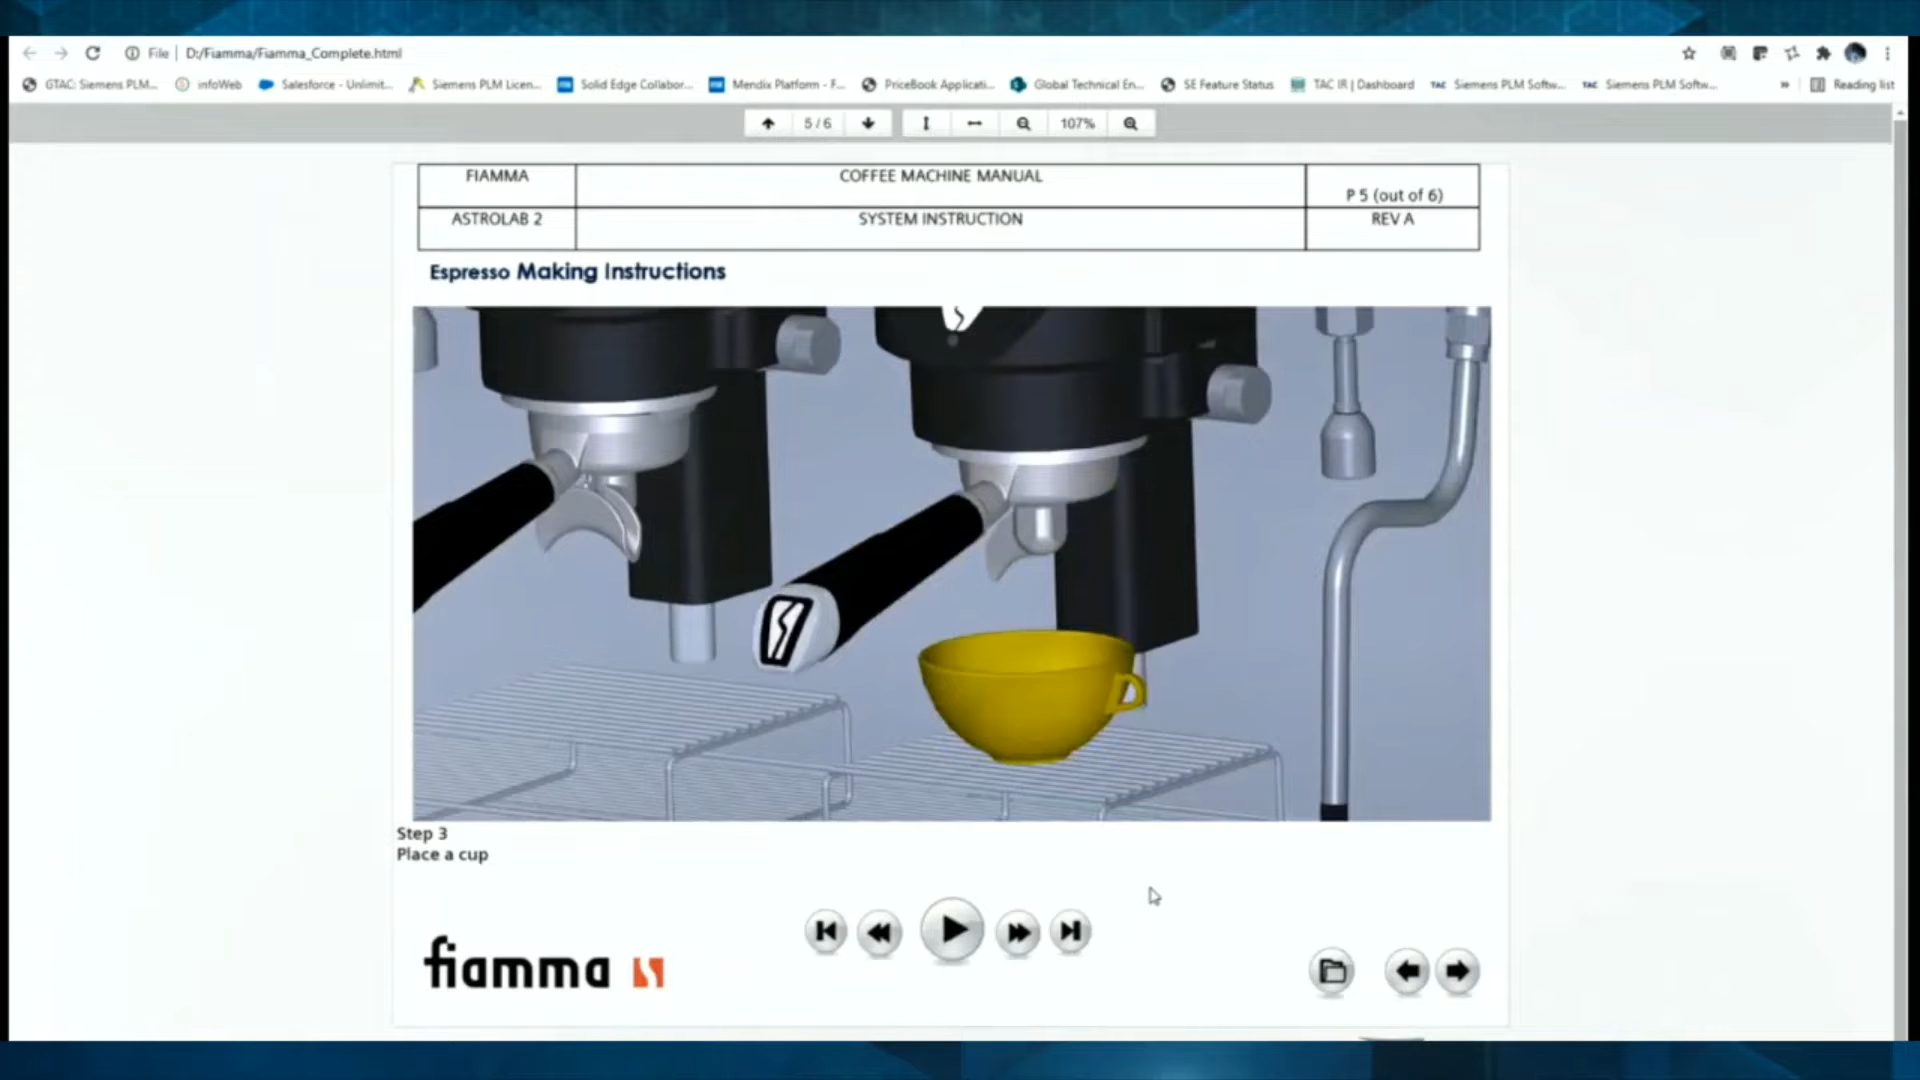 File | D:/Fiamma/Fiamma_Complete.html
GTAC: Siemens PLM... infoWeb Salesforce - Unlimit... Siemens PLM Licen... Solid Edge Collabor... Mendix Platform - F... PriceBook Applicati... Global Technical En... SE Feature Status TAC IR | Dashboard TAC Siemens PLM Softw... TAC Siemens PLM Softw... » Reading list
5 / 6 107%
FIAMMA COFFEE MACHINE MANUAL P 5 (out of 6)
ASTROLAB 2 SYSTEM INSTRUCTION REV A
Espresso Making Instructions
Step 3
Place a cup
fiamma